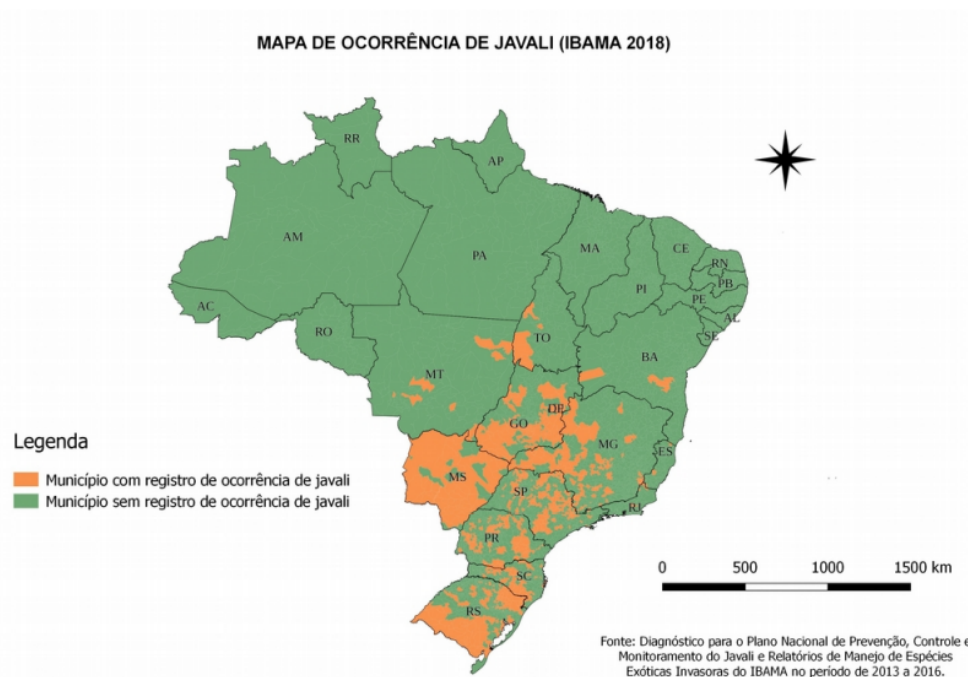 MAPA DE OCORRÊNCIA DE JAVALI (IBAMA 2018)
RR
AP
AM
PA
MA
CE
RN
PB
PI
PE
AC
AL
SE
RO
TO
BA
MT
DF
GO
MG
ES
MS
SP
RJ
PR
SC
RS
Legenda
Município com registro de ocorrência de javali
Município sem registro de ocorrência de javali
0 500 1000 1500 km
Fonte: Diagnóstico para o Plano Nacional de Prevenção, Controle e
Monitoramento do Javali e Relatórios de Manejo de Espécies
Exóticas Invasoras do IBAMA no período de 2013 a 2016.